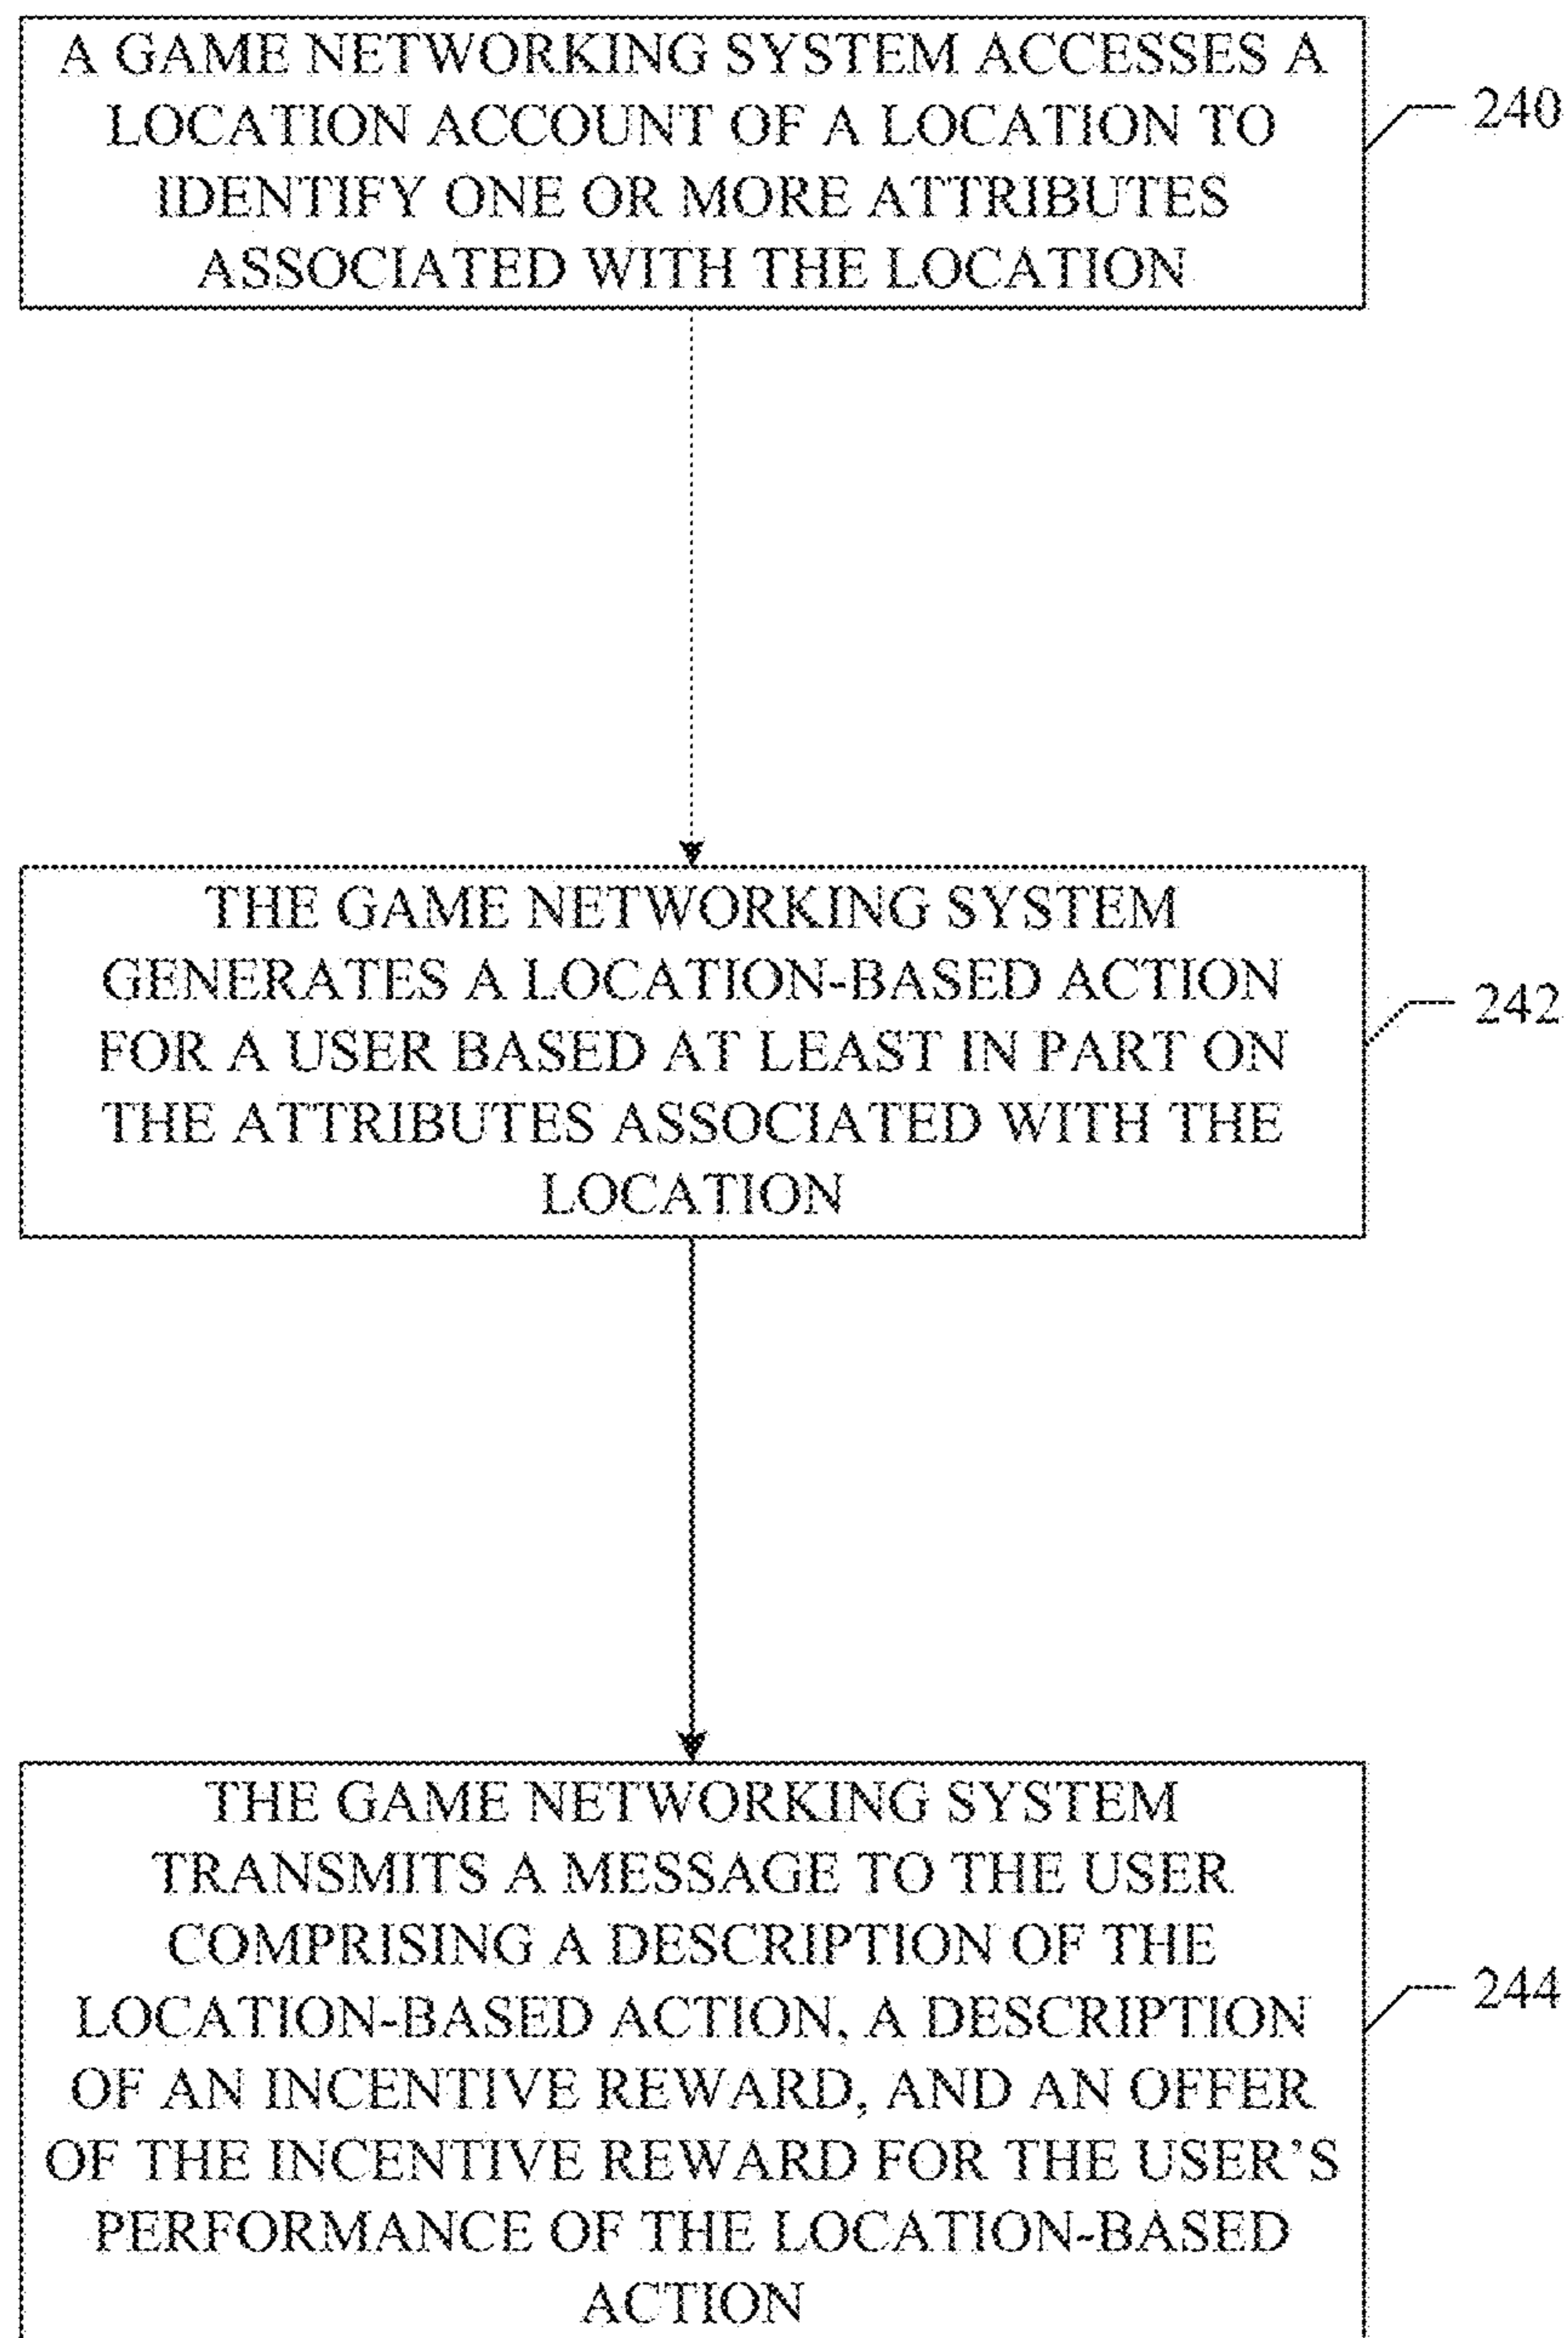 A GAME NETWORKING SYSTEM ACCESSES A
LOCATION ACCOUNT OF A LOCATION TO
IDENTIFY ONE OR MORE ATTRIBUTES
ASSOCIATED WITH THE LOCATION
240
THE GAME NETWORKING SYSTEM
GENERATES A LOCATION-BASED ACTION
FOR A USER BASED AT LEAST IN PART ON
THE ATTRIBUTES ASSOCIATED WITH THE
LOCATION
242
THE GAME NETWORKING SYSTEM
TRANSMITS A MESSAGE TO THE USER
COMPRISING A DESCRIPTION OF THE
LOCATION-BASED ACTION, A DESCRIPTION
OF AN INCENTIVE REWARD, AND AN OFFER
OF THE INCENTIVE REWARD FOR THE USER’S
PERFORMANCE OF THE LOCATION-BASED
ACTION
244